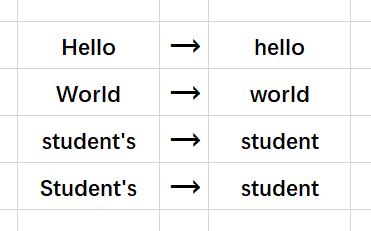 Hello → hello
World → world
student's → student
Student's → student